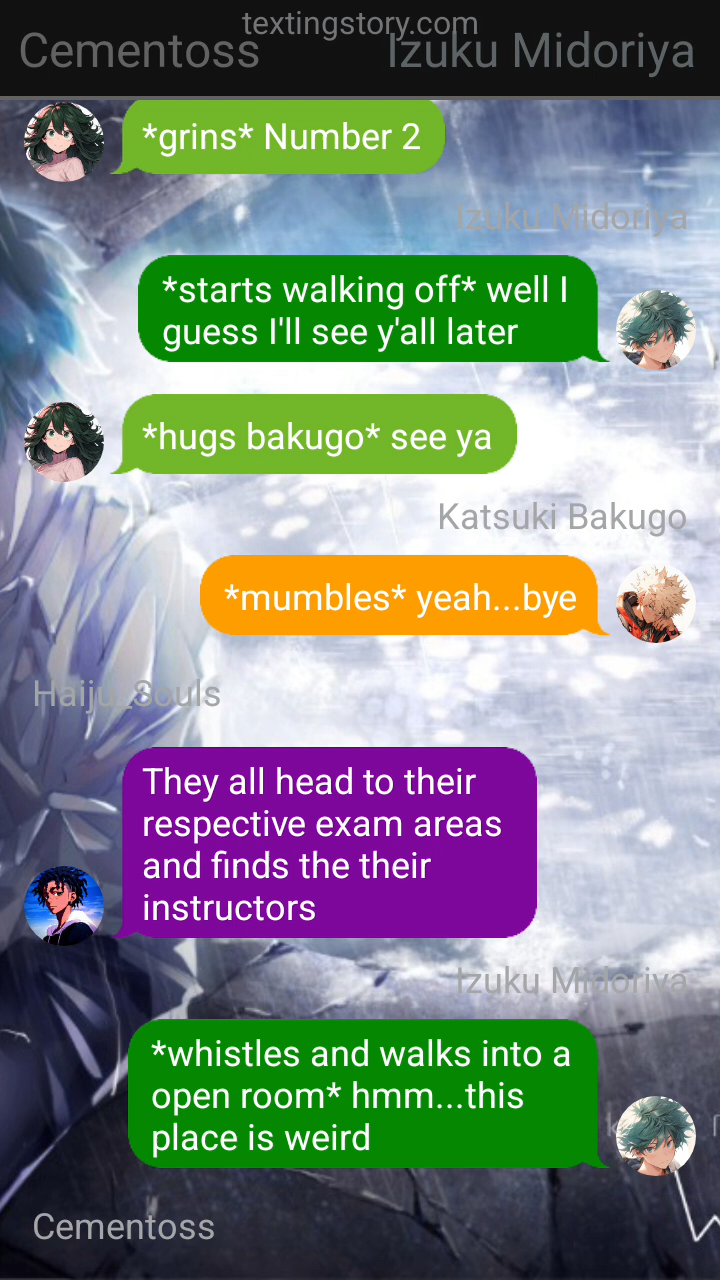 textingstory.com
Cementoss
Izuku Midoriya
*grins* Number 2
Izuku Midoriya
*starts walking off* well I
guess I'll see y'all later
*hugs bakugo* see ya
Katsuki Bakugo
*mumbles* yeah...bye
Haiju_Souls
They all head to their
respective exam areas
and finds the their
instructors
Izuku Midoriya
*whistles and walks into a
open room* hmm...this
place is weird
Cementoss